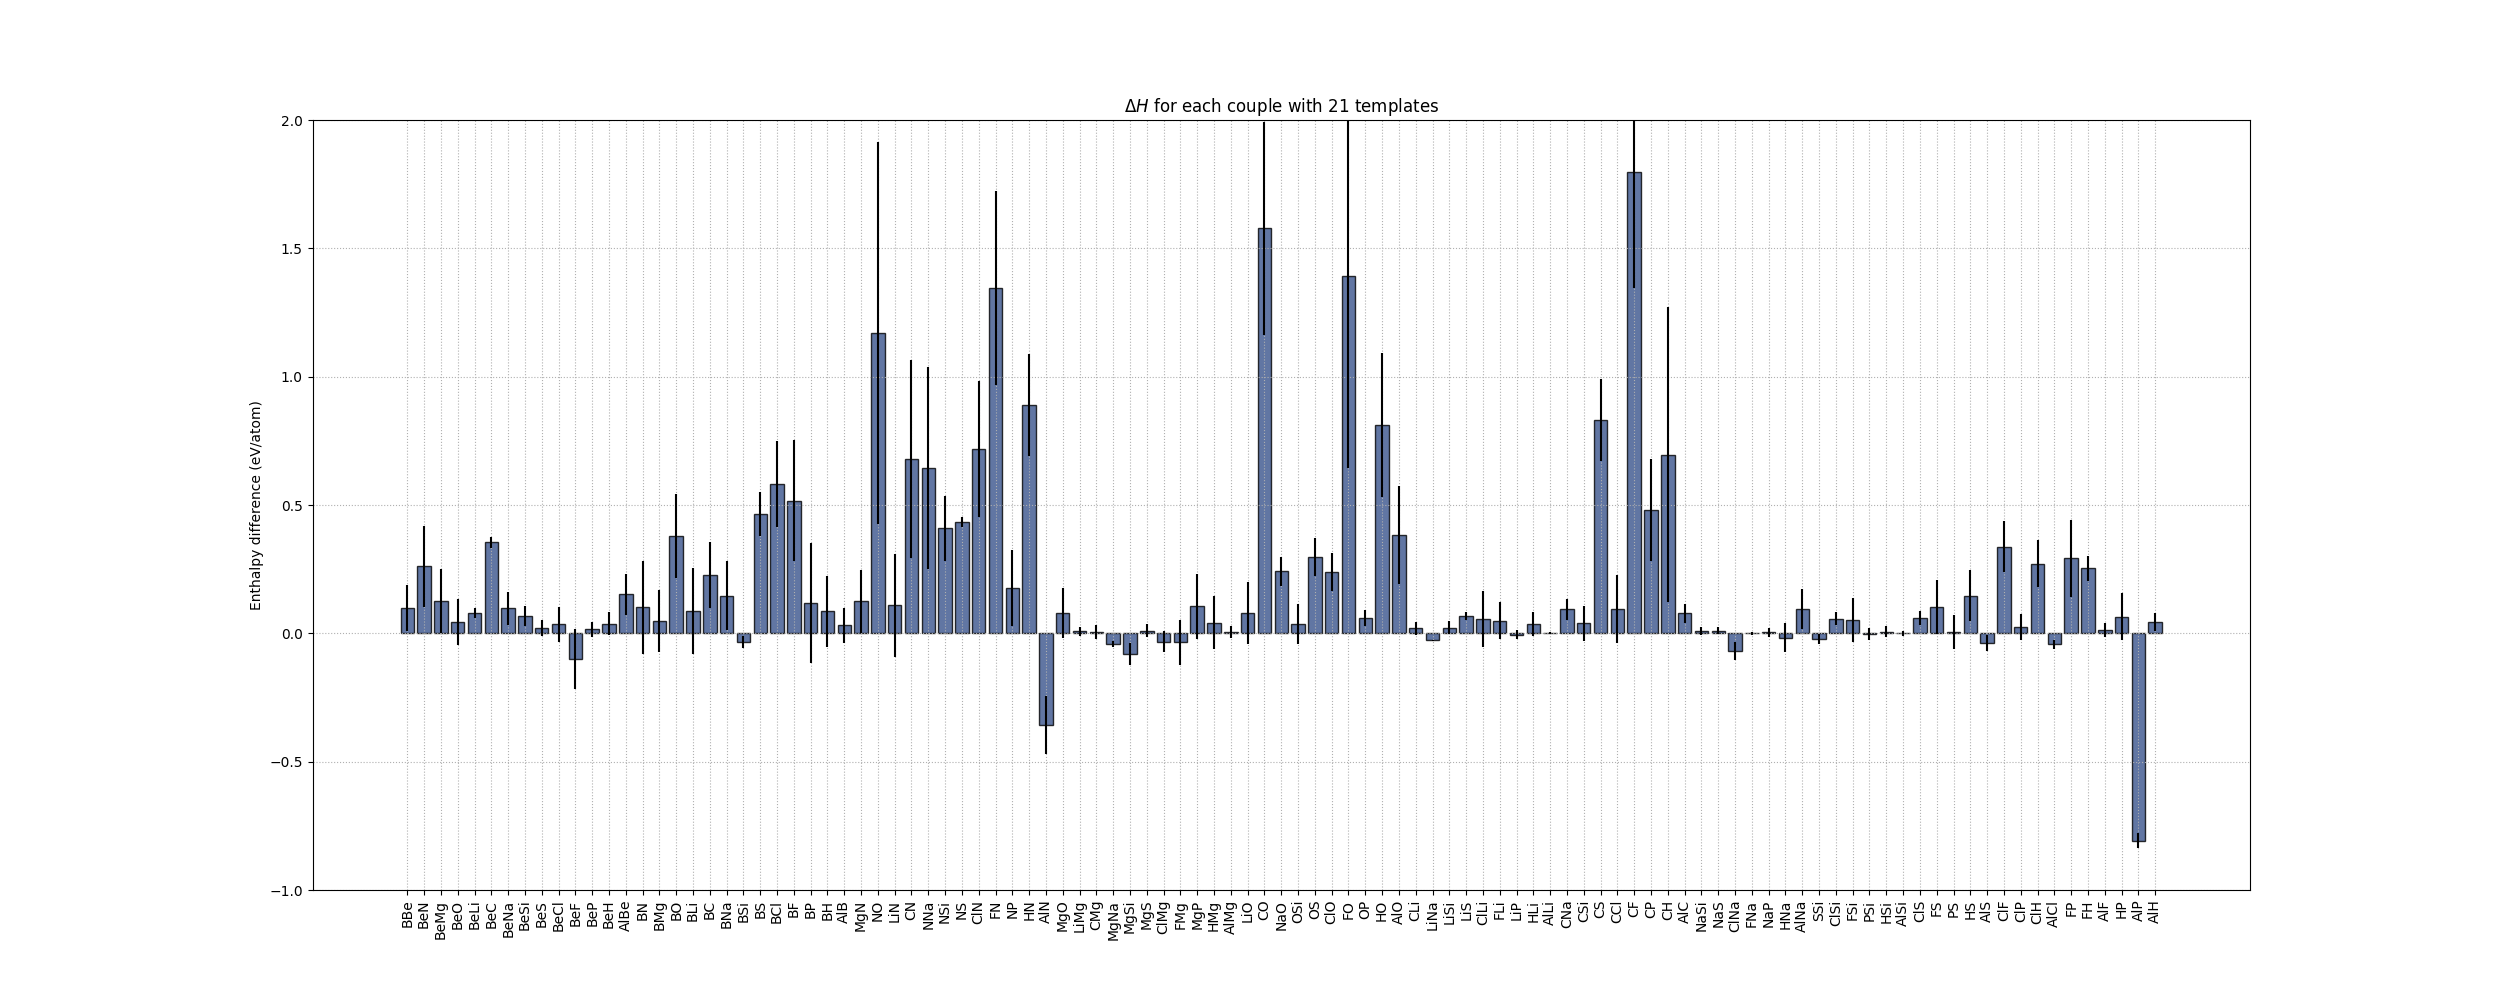 ΔH for each couple with 21 templates
Enthalpy difference (eV/atom)
2.0
1.5
1.0
0.5
0.0
−0.5
−1.0
BBe
BeN
BeMg
BeO
BeLi
BeC
BeNa
BeSi
BeS
BeCl
BeF
BeP
BeH
AlBe
BN
BMg
BO
BLi
BC
BNa
BSi
BS
BCl
BF
BP
BH
AlB
MgN
NO
LiN
CN
NNa
NSi
NS
ClN
FN
NP
HN
AlN
MgO
LiMg
CMg
MgNa
MgSi
MgS
ClMg
FMg
MgP
HMg
AlMg
LiO
CO
NaO
OSi
OS
ClO
FO
OP
HO
AlO
CLi
LiNa
LiSi
LiS
ClLi
FLi
LiP
HLi
AlLi
CNa
CSi
CS
CCl
CF
CP
CH
AlC
NaSi
NaS
ClNa
FNa
NaP
HNa
AlNa
SSi
ClSi
FSi
PSi
HSi
AlSi
ClS
FS
PS
HS
AlS
ClF
ClP
ClH
AlCl
FP
FH
AlF
HP
AlP
AlH